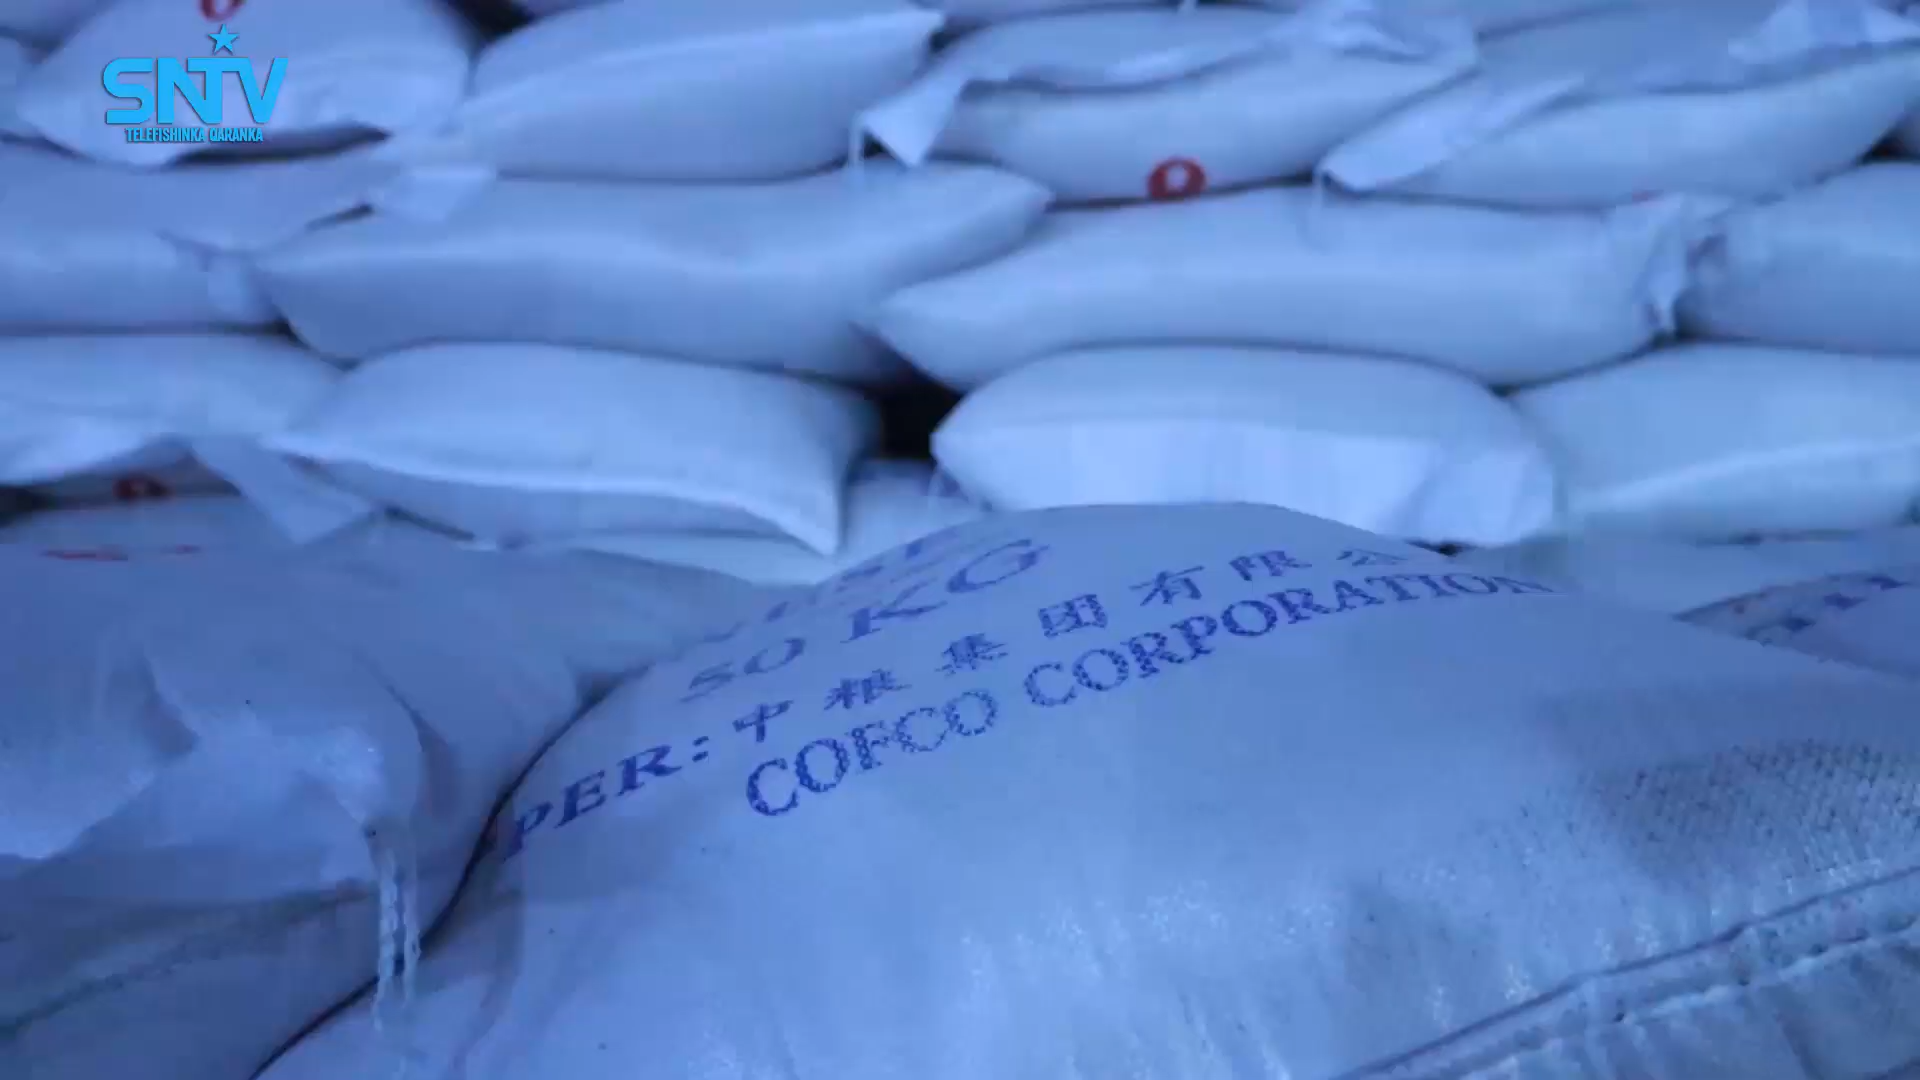 SNTV
TELEFISHINKA QARANKA
50 KG
PER: 中粮集团有限公
COFCO CORPORATION